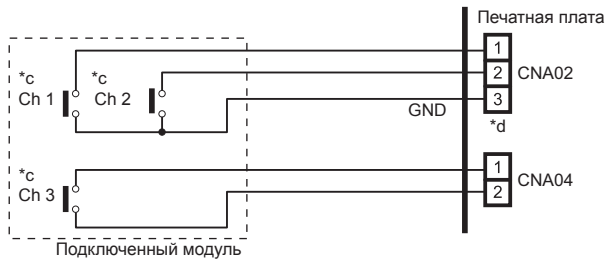 Печатная плата
1
*c
*c
2
CNA02
Ch 1
Ch 2
3
GND
*d
*c
1
CNA04
Ch 3
2
Подключенный модуль